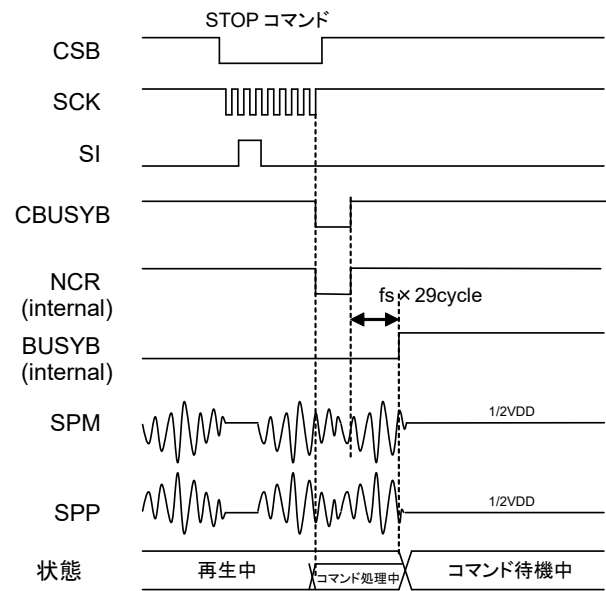 STOP コマンド
CSB
SCK
SI
CBUSYB
NCR
(internal)
fs×29cycle
BUSYB
(internal)
SPM
1/2VDD
SPP
1/2VDD
状態
再生中
コマンド処理中
コマンド待機中